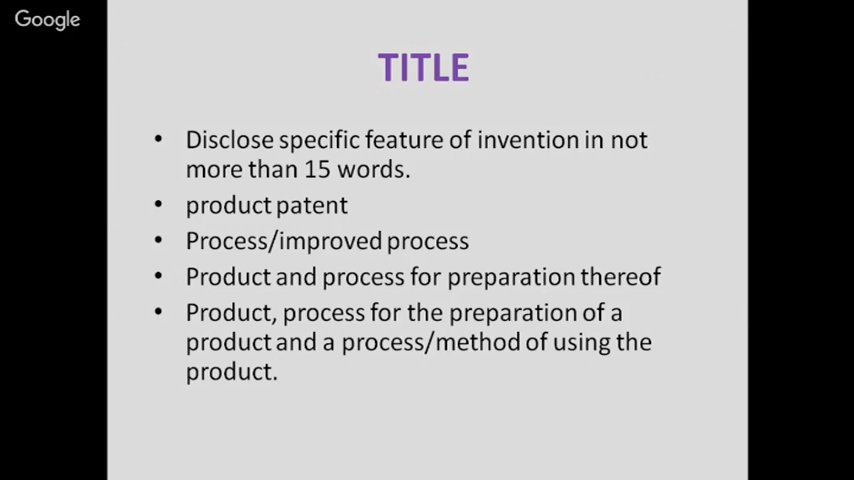 Google
TITLE
• Disclose specific feature of invention in not
more than 15 words.
• product patent
• Process/improved process
• Product and process for preparation thereof
• Product, process for the preparation of a
product and a process/method of using the
product.